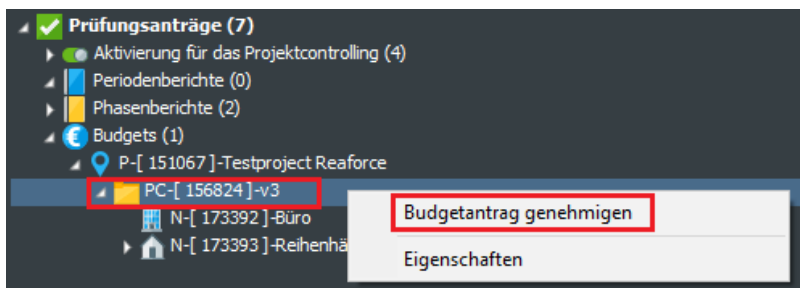 Prüfungsanträge (7)
Aktivierung für das Projektcontrolling (4)
Periodenberichte (0)
Phasenberichte (2)
Budgets (1)
P-[ 151067 ]-Testproject Reaforce
PC-[ 156824 ]-v3
N-[ 173392 ]-Büro
N-[ 173393 ]-Reihenhä
Budgetantrag genehmigen
Eigenschaften